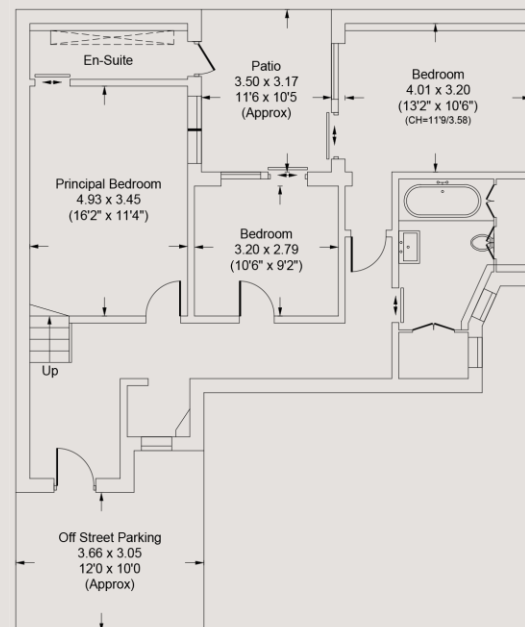 En-Suite
Patio
3.50 x 3.17
11'6 x 10'5
(Approx)
Bedroom
4.01 x 3.20
(13'2" x 10'6")
(CH=11'9/3.58)
Principal Bedroom
4.93 x 3.45
(16'2" x 11'4")
Bedroom
3.20 x 2.79
(10'6" x 9'2")
Up
Off Street Parking
3.66 x 3.05
12'0 x 10'0
(Approx)